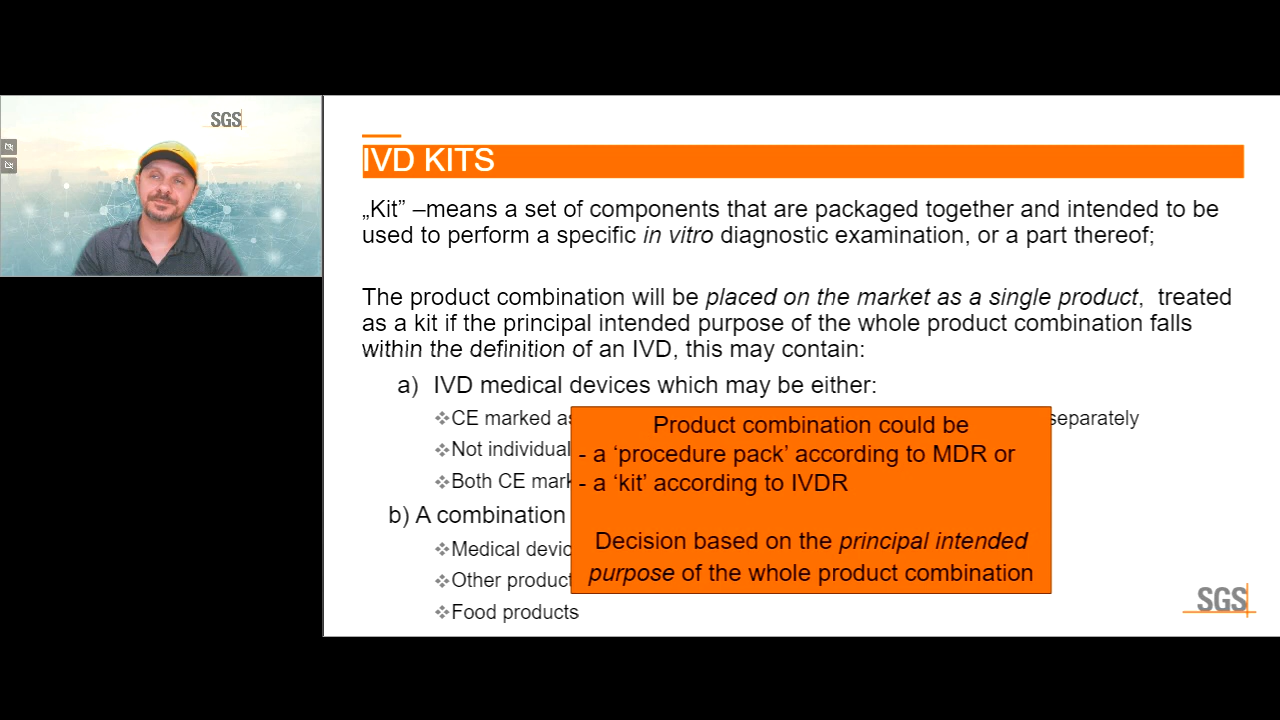 SGS
IVD KITS
„Kit” –means a set of components that are packaged together and intended to be
used to perform a specific in vitro diagnostic examination, or a part thereof;
The product combination will be placed on the market as a single product, treated
as a kit if the principal intended purpose of the whole product combination falls
within the definition of an IVD, this may contain:
a) IVD medical devices which may be either:
❖CE marked as separately
❖Not individual
❖Both CE mark
b) A combination
❖Medical devic
❖Other product
❖Food products
Product combination could be
- a ‘procedure pack’ according to MDR or
- a ‘kit’ according to IVDR
Decision based on the principal intended
purpose of the whole product combination
SGS